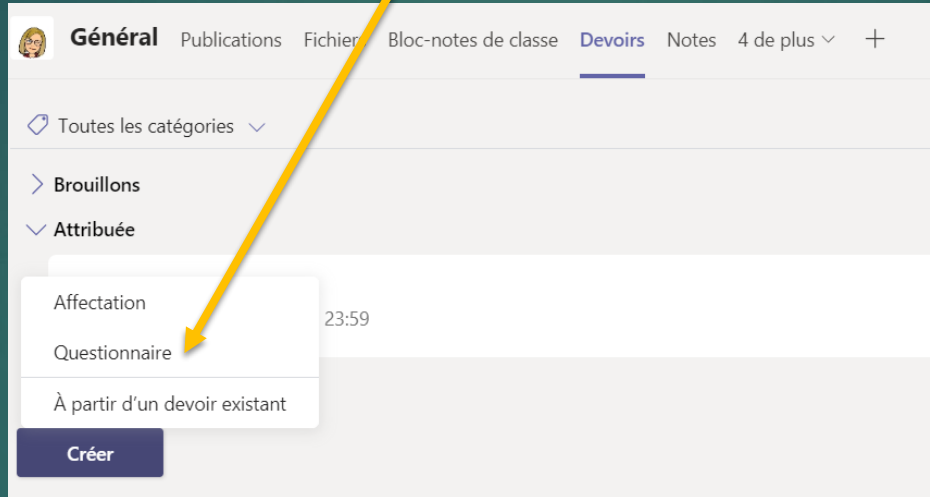 Général Publications Fichiers Bloc-notes de classe Devoirs Notes 4 de plus
Toutes les catégories
Brouillons
Attribuée
Affectation
23:59
Questionnaire
À partir d’un devoir existant
Créer